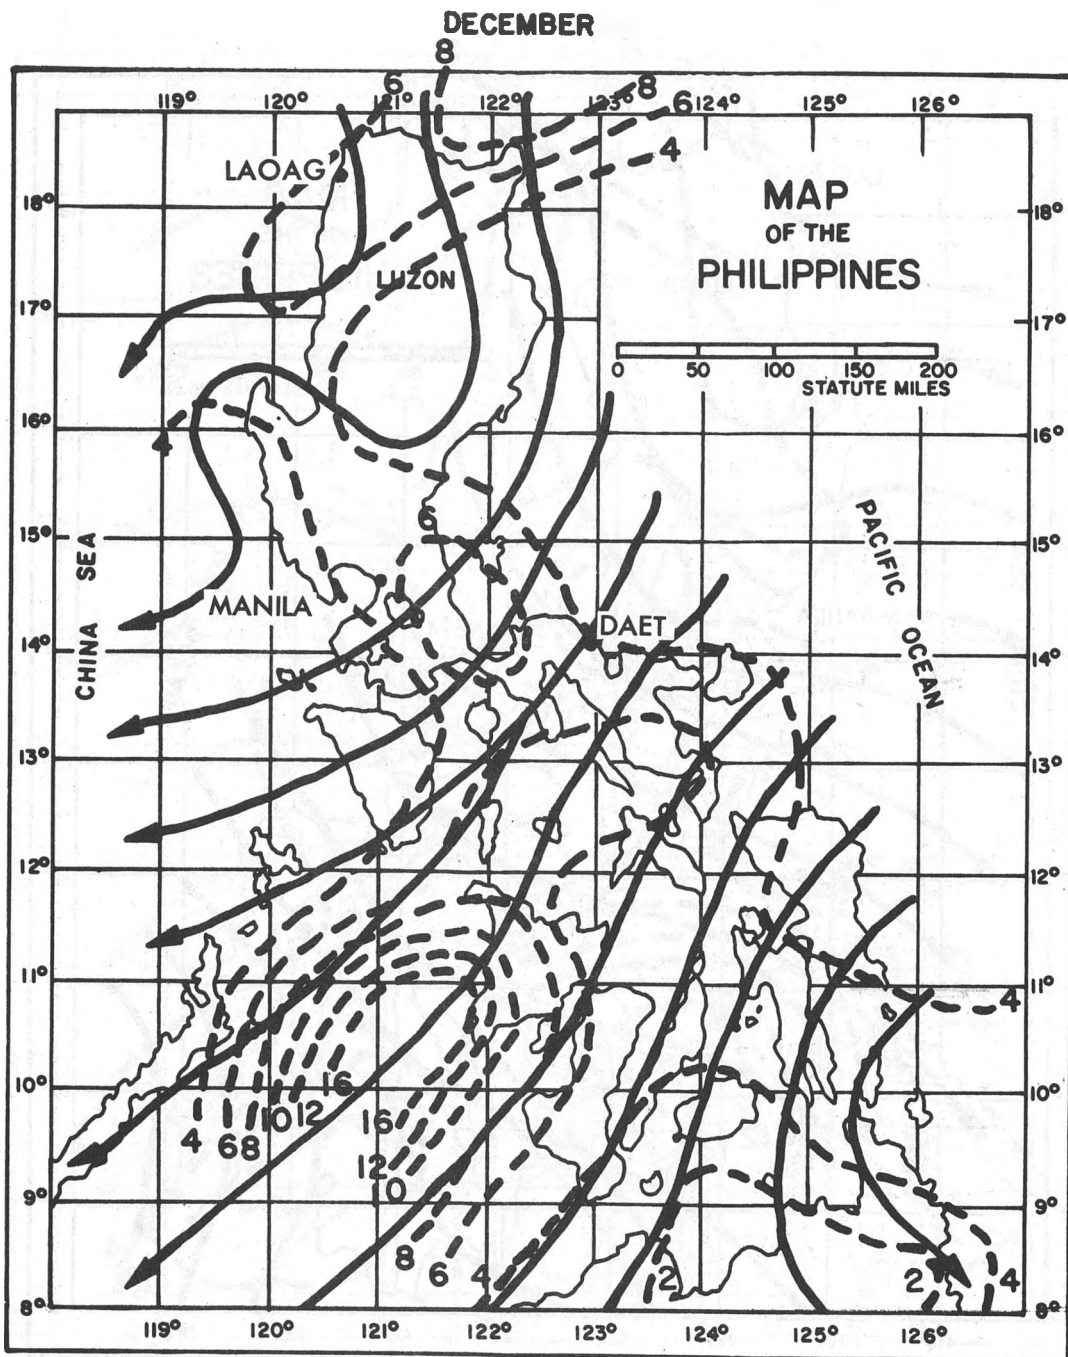 DECEMBER
8
6
8
6
4
119° 120° 121° 122° 123° 124° 125° 126°
LAOAG
MAP
OF THE
PHILIPPINES
18° 18°
LUZON
17° 17°
0 50 100 150 200
STATUTE MILES
16° 16°
4
6
PACIFIC OCEAN
15° 15°
CHINA SEA
MANILA
DAET
14° 14°
13° 13°
12° 12°
11° 11°
4
10° 10°
16
4 6 8 10 12
16
12
10
9° 9°
8 6 4 2 2 4
8° 8°
119° 120° 121° 122° 123° 124° 125° 126°